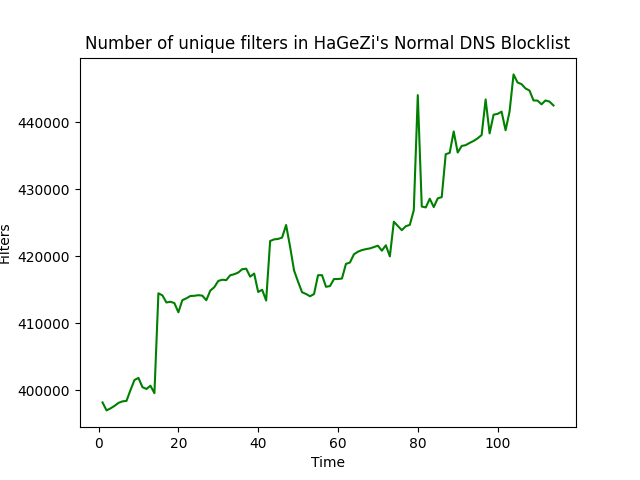 Number of unique filters in HaGeZi's Normal DNS Blocklist
440000
430000
420000
410000
400000
Filters
0 20 40 60 80 100
Time